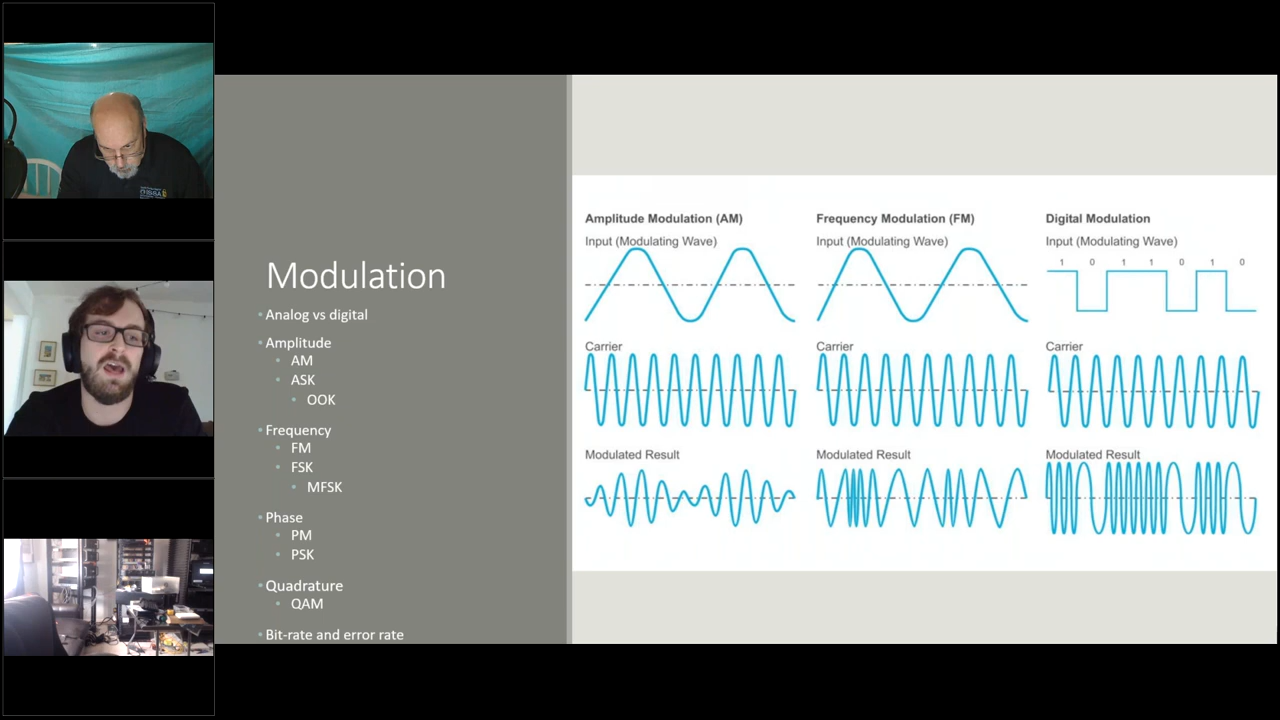 Modulation
Analog vs digital
Amplitude
AM
ASK
OOK
Frequency
FM
FSK
MFSK
Phase
PM
PSK
Quadrature
QAM
Bit-rate and error rate
Amplitude Modulation (AM)
Input (Modulating Wave)
Carrier
Modulated Result
Frequency Modulation (FM)
Input (Modulating Wave)
Carrier
Modulated Result
Digital Modulation
Input (Modulating Wave)
1 0 1 1 0 1 0
Carrier
Modulated Result